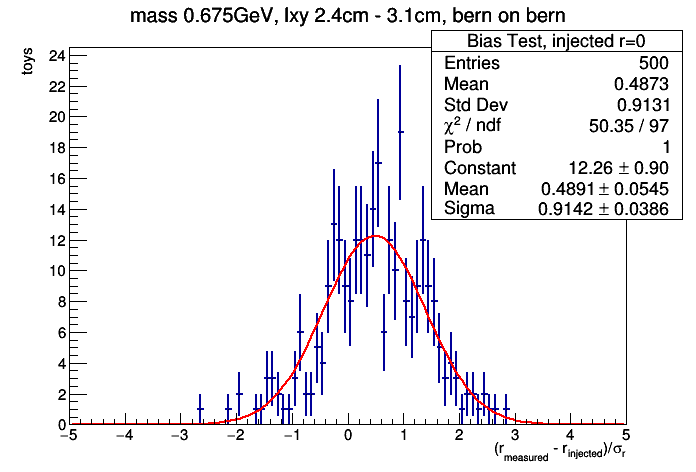 mass 0.675GeV, lxy 2.4cm - 3.1cm, bern on bern
Bias Test, injected r=0
Entries 500
Mean 0.4873
Std Dev 0.9131
χ² / ndf 50.35 / 97
Prob 1
Constant 12.26 ± 0.90
Mean 0.4891 ± 0.0545
Sigma 0.9142 ± 0.0386
toys
24
22
20
18
16
14
12
10
8
6
4
2
0
−5 −4 −3 −2 −1 0 1 2 3 4 5
(r_measured - r_injected)/σ_r